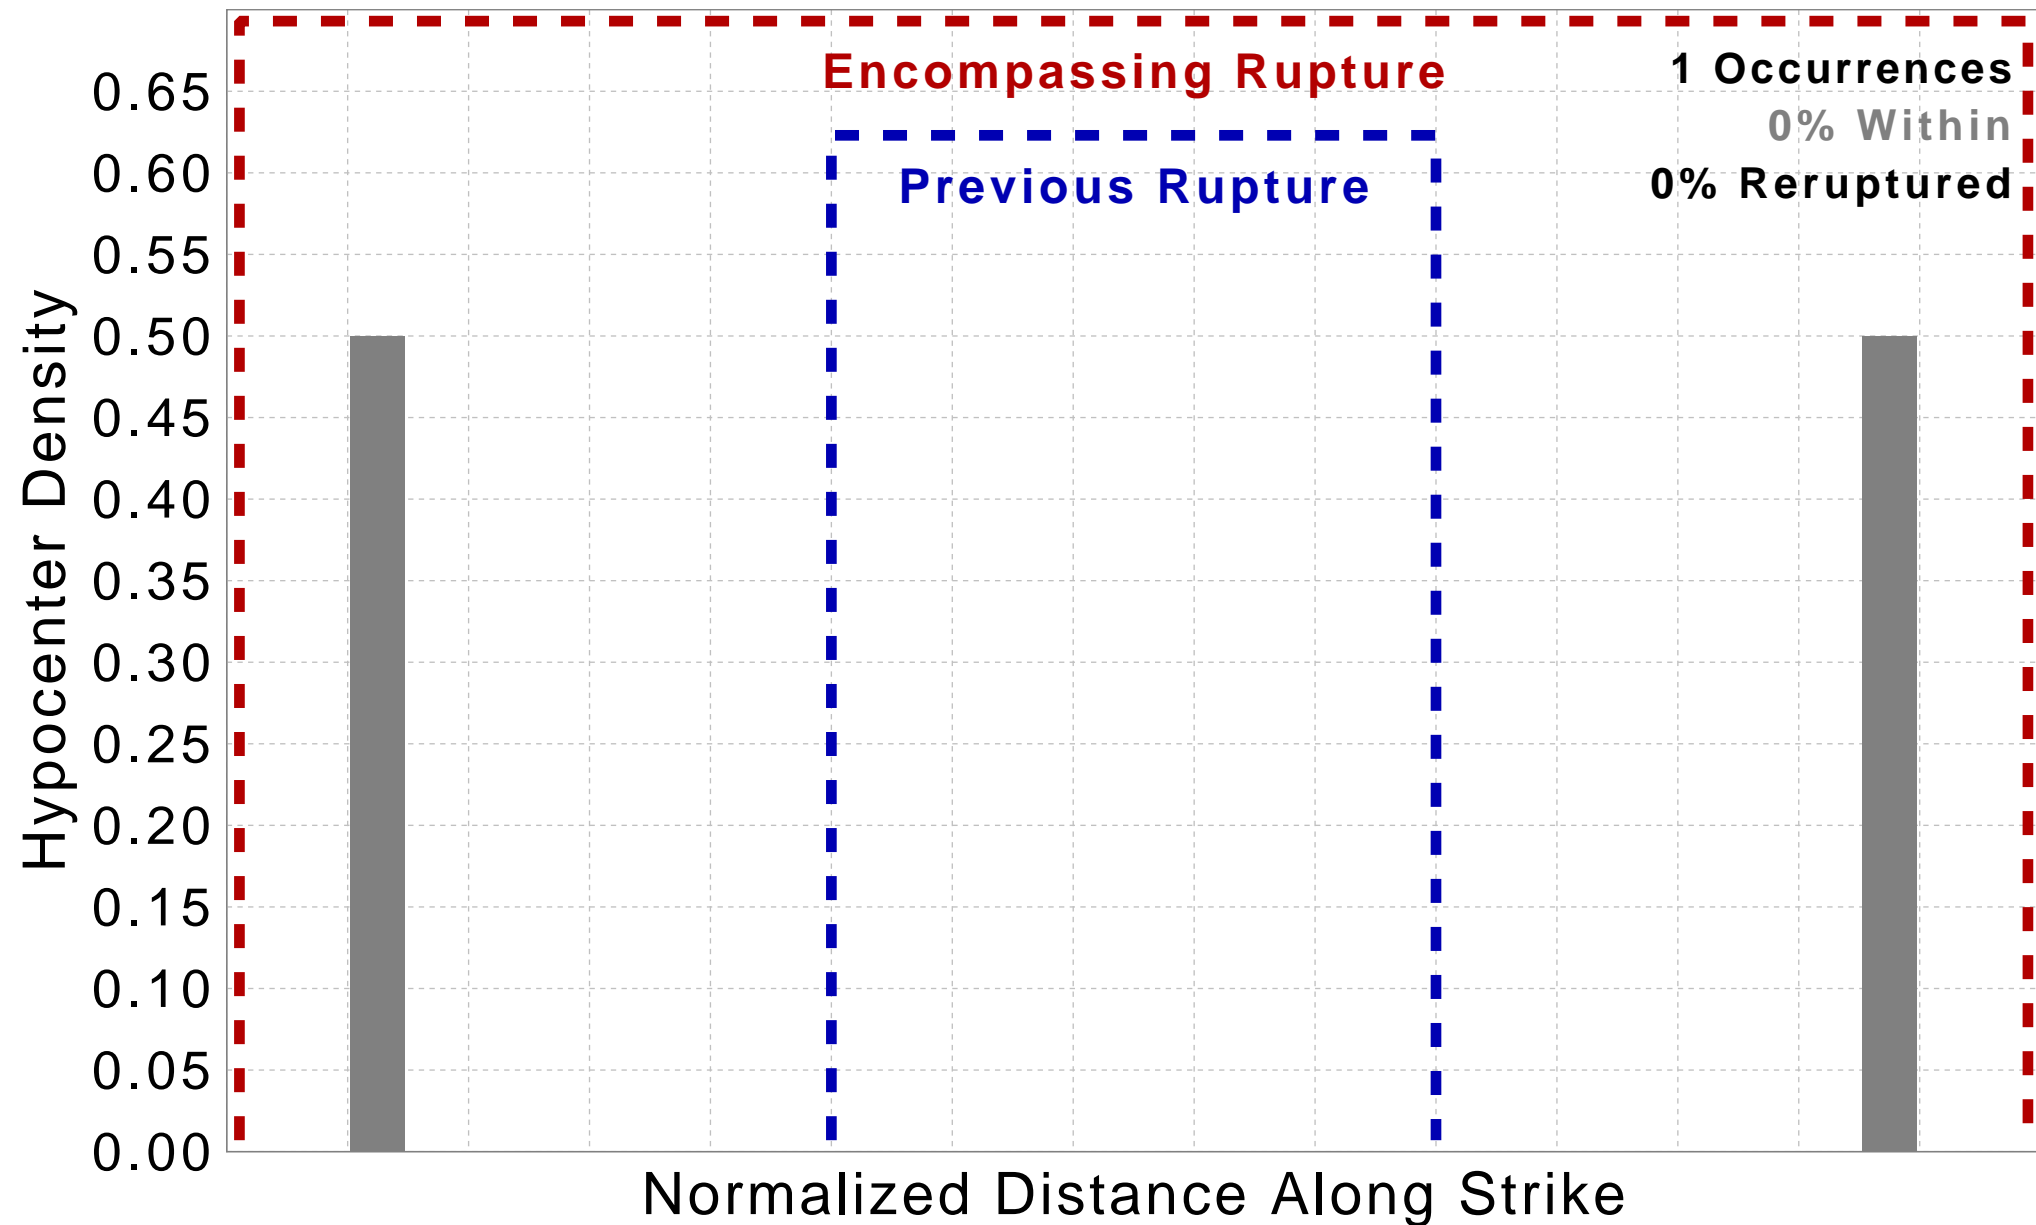 Encompassing Rupture
Previous Rupture
1 Occurrences
0% Within
0% Reruptured
Hypocenter Density
0.65
0.60
0.55
0.50
0.45
0.40
0.35
0.30
0.25
0.20
0.15
0.10
0.05
0.00
Normalized Distance Along Strike